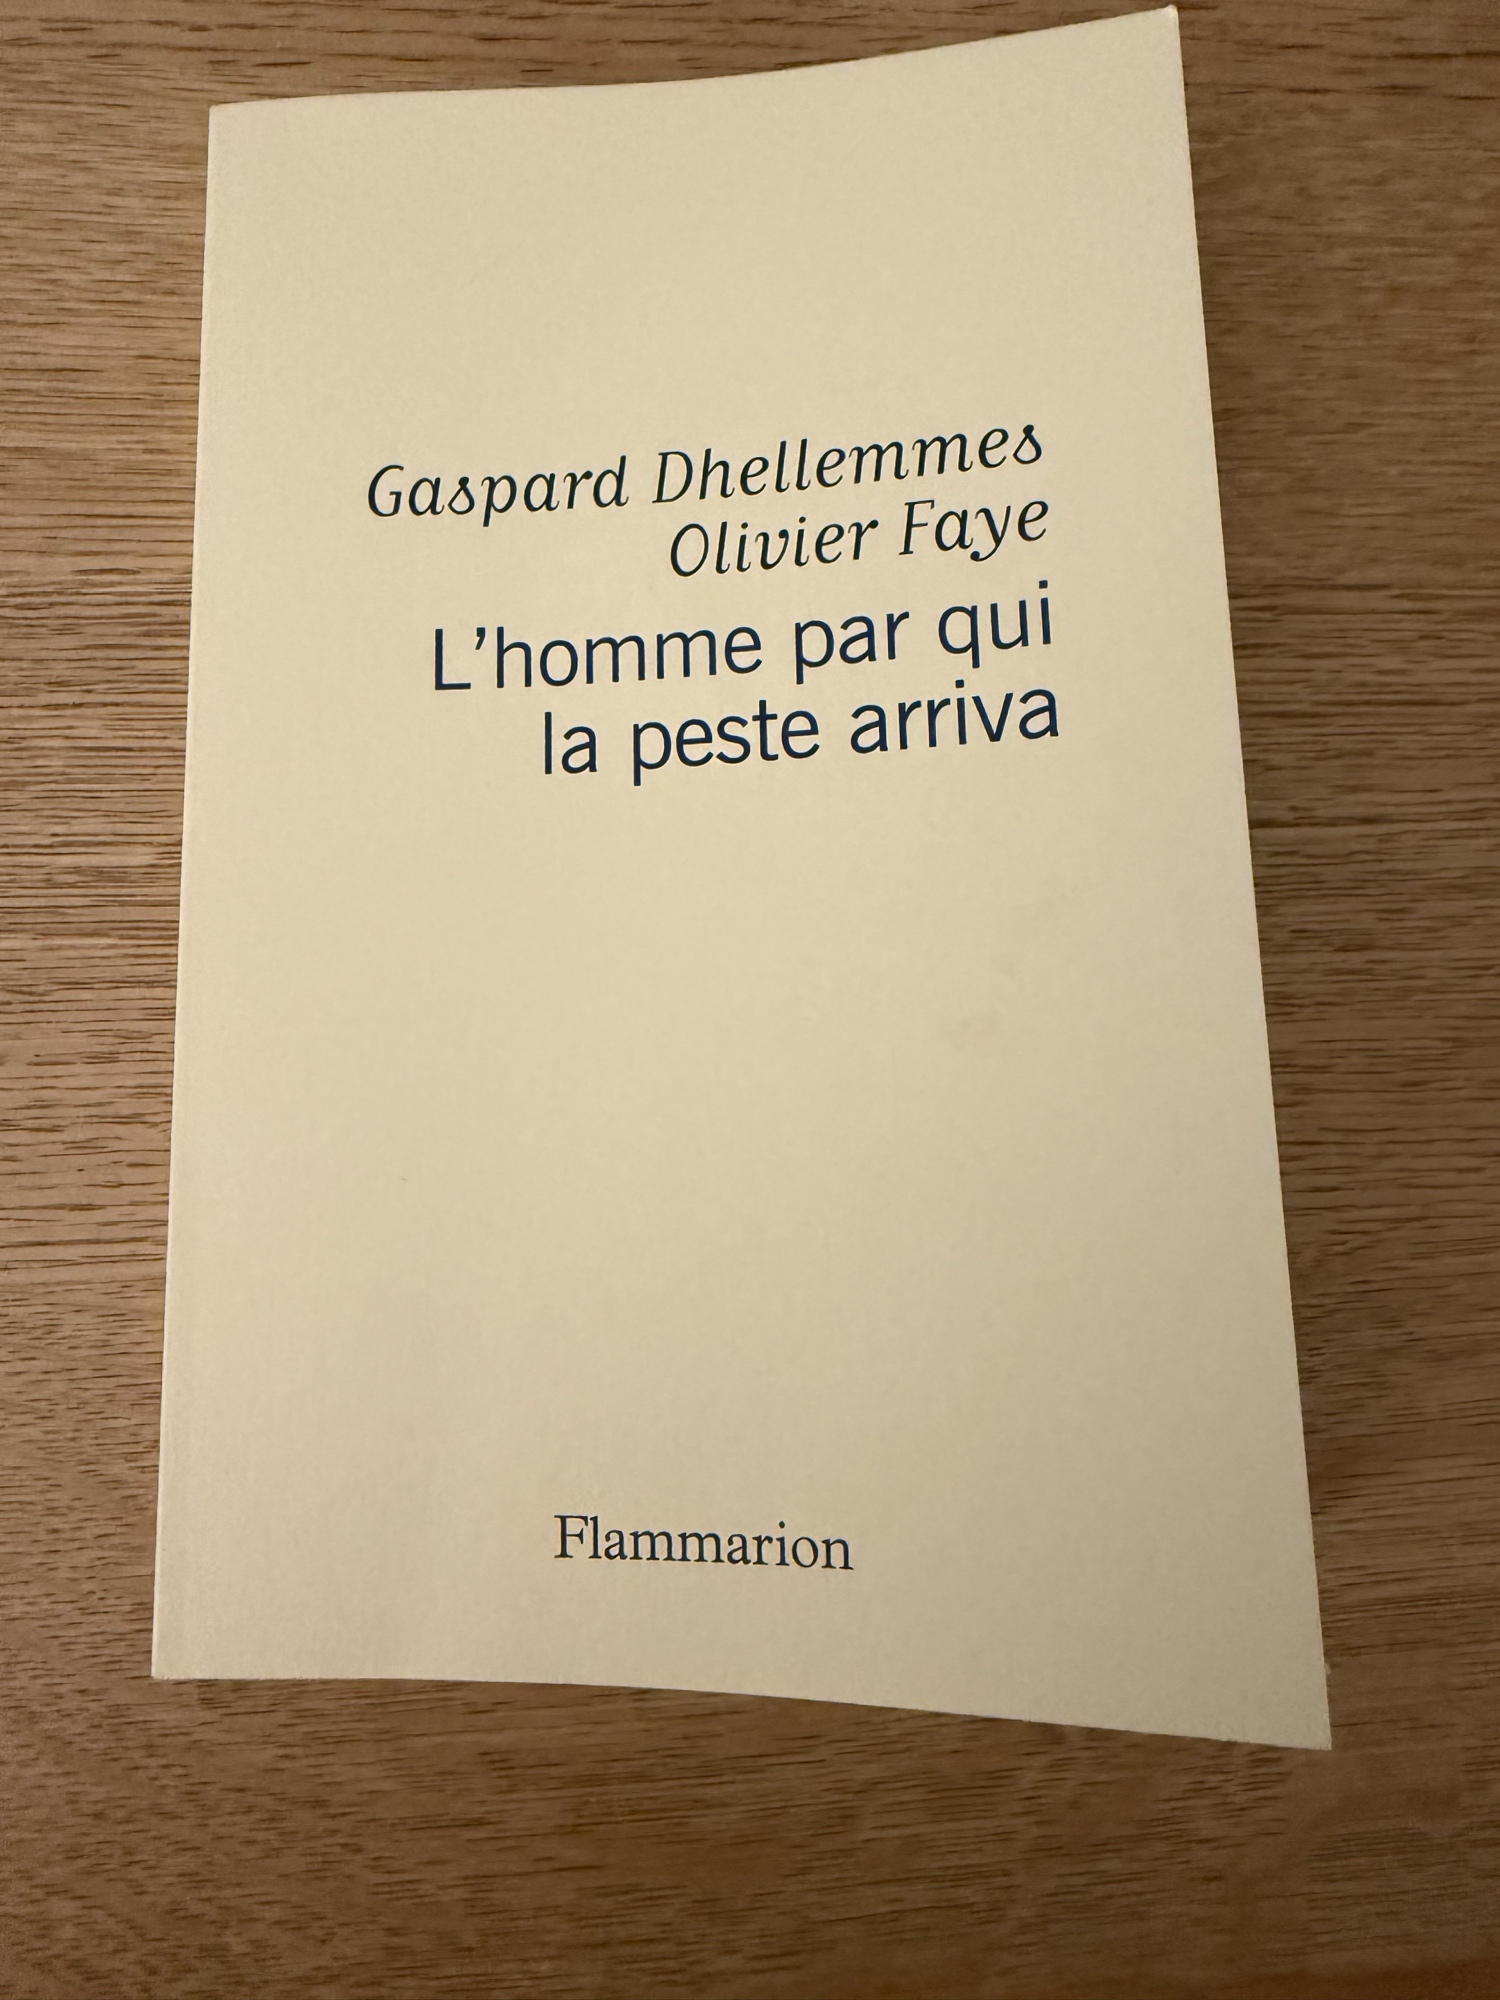 Gaspard Dhellemmes
Olivier Faye
L’homme par qui
la peste arriva
Flammarion